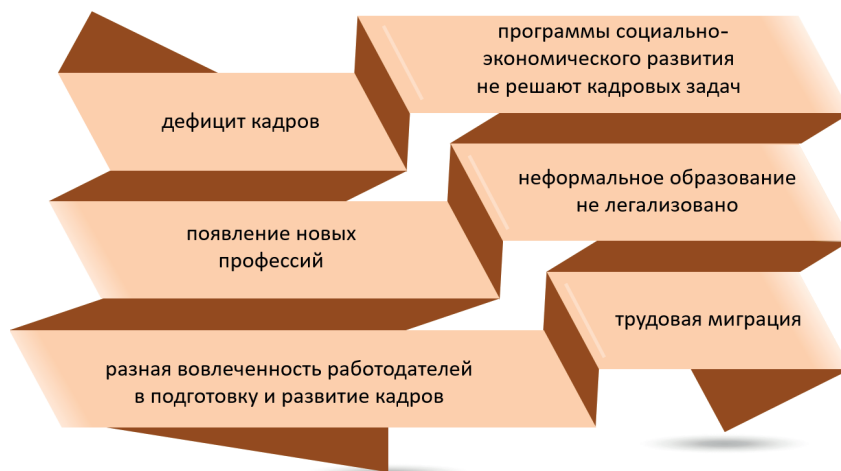 дефицит кадров
появление новых
профессий
разная вовлеченность работодателей
в подготовку и развитие кадров
программы социально-
экономического развития
не решают кадровых задач
неформальное образование
не легализовано
трудовая миграция